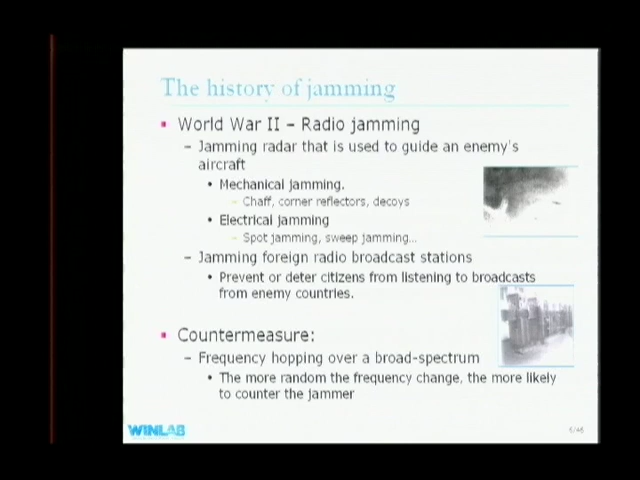 The history of jamming
▪ World War II – Radio jamming
– Jamming radar that is used to guide an enemy's
aircraft
• Mechanical jamming.
– Chaff, corner reflectors, decoys
• Electrical jamming
– Spot jamming, sweep jamming...
– Jamming foreign radio broadcast stations
• Prevent or deter citizens from listening to broadcasts
from enemy countries.
▪ Countermeasure:
– Frequency hopping over a broad-spectrum
• The more random the frequency change, the more likely
to counter the jammer
WINLAB